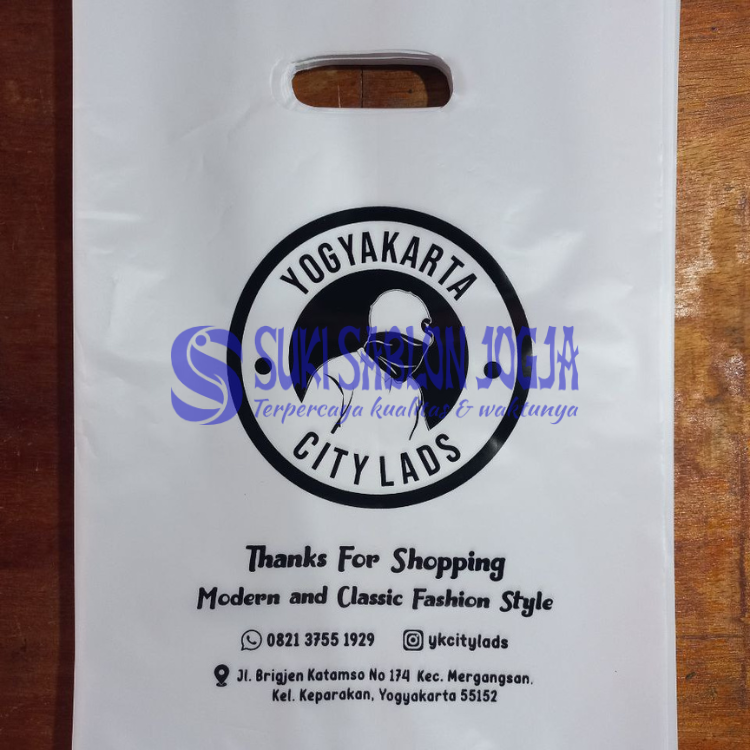 YOGYAKARTA
SUKI SABLON JOGJA
Terpercaya kualitas & waktunya
CITY LADS
Thanks For Shopping
Modern and Classic Fashion Style
0821 3755 1929 ykcitylads
Jl. Brigjen Katamso No 174 Kec. Mergangsan,
Kel. Keparakan, Yogyakarta 55152